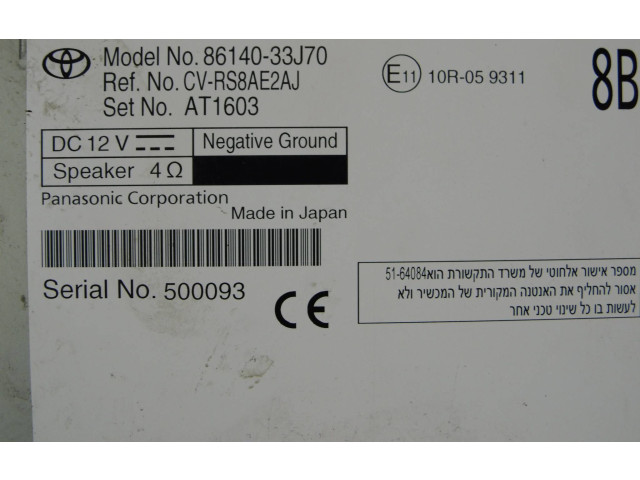 Model No. 86140-33J70
Ref. No. CV-RS8AE2AJ
Set No. AT1603
E11 10R-05 9311
8B
DC 12 V Negative Ground
Speaker 4 Ω
Panasonic Corporation
Made in Japan
Serial No. 500093
CE
מספר אישור אלחוטי של משרד התקשורת הוא51-64084
אסור להחליף את האנטנה המקורית של המכשיר ולא
לעשות בו כל שינוי טכני אחר